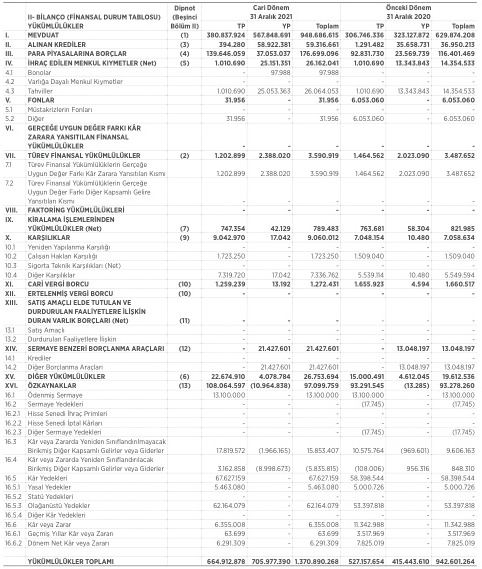 Cari Dönem Önceki Dönem
Dipnot 31 Aralık 2021 31 Aralık 2020
II- BİLANÇO (FİNANSAL DURUM TABLOSU) (Beşinci
YÜKÜMLÜLÜKLER Bölüm II) TP YP Toplam TP YP Toplam
I. MEVDUAT (1) 380.837.924 567.848.691 948.686.615 306.746.336 323.127.872 629.874.208
II. ALINAN KREDİLER (3) 394.280 58.922.381 59.316.661 1.291.482 35.658.731 36.950.213
III. PARA PİYASALARINA BORÇLAR (4) 139.646.059 37.053.037 176.699.096 92.831.730 23.569.739 116.401.469
IV. İHRAÇ EDİLEN MENKUL KIYMETLER (Net) (5) 1.010.690 25.151.351 26.162.041 1.010.690 13.343.843 14.354.533
4.1 Bonolar - 97.988 97.988 - - -
4.2 Varlığa Dayalı Menkul Kıymetler - - - - - -
4.3 Tahviller 1.010.690 25.053.363 26.064.053 1.010.690 13.343.843 14.354.533
V. FONLAR 31.956 - 31.956 6.053.060 - 6.053.060
5.1 Müstakrizlerin Fonları - - - - - -
5.2 Diğer 31.956 - 31.956 6.053.060 - 6.053.060
VI. GERÇEĞE UYGUN DEĞER FARKI KÂR
ZARARA YANSITILAN FİNANSAL
YÜKÜMLÜLÜKLER - - - - - -
VII. TÜREV FİNANSAL YÜKÜMLÜLÜKLER (2) 1.202.899 2.388.020 3.590.919 1.464.562 2.023.090 3.487.652
7.1 Türev Finansal Yükümlülüklerin Gerçeğe
Uygun Değer Farkı Kâr Zarara Yansıtılan Kısmı 1.202.899 2.388.020 3.590.919 1.464.562 2.023.090 3.487.652
7.2 Türev Finansal Yükümlülüklerin Gerçeğe
Uygun Değer Farkı Diğer Kapsamlı Gelire
Yansıtılan Kısmı - - - - - -
VIII. FAKTORİNG YÜKÜMLÜLÜKLERİ - - - - - -
IX. KİRALAMA İŞLEMLERİNDEN
YÜKÜMLÜLÜKLER (Net) (7) 747.354 42.129 789.483 763.681 58.304 821.985
X. KARŞILIKLAR (9) 9.042.970 17.042 9.060.012 7.048.154 10.480 7.058.634
10.1 Yeniden Yapılanma Karşılığı - - - - - -
10.2 Çalışan Hakları Karşılığı 1.723.250 - 1.723.250 1.509.040 - 1.509.040
10.3 Sigorta Teknik Karşılıkları (Net) - - - - - -
10.4 Diğer Karşılıklar 7.319.720 17.042 7.336.762 5.539.114 10.480 5.549.594
XI. CARİ VERGİ BORCU (10) 1.259.239 13.192 1.272.431 1.655.923 4.594 1.660.517
XII. ERTELENMİŞ VERGİ BORCU (10) - - - - - -
XIII. SATIŞ AMAÇLI ELDE TUTULAN VE
DURDURULAN FAALİYETLERE İLİŞKİN
DURAN VARLIK BORÇLARI (Net) (11) - - - - - -
13.1 Satış Amaçlı - - - - - -
13.2 Durdurulan Faaliyetlere İlişkin - - - - - -
XIV. SERMAYE BENZERİ BORÇLANMA ARAÇLARI (12) - 21.427.601 21.427.601 - 13.048.197 13.048.197
14.1 Krediler - - - - - -
14.2 Diğer Borçlanma Araçları - 21.427.601 21.427.601 - 13.048.197 13.048.197
XV. DİĞER YÜKÜMLÜLÜKLER (6) 22.674.910 4.078.784 26.753.694 15.000.491 4.612.045 19.612.536
XVI. ÖZKAYNAKLAR (13) 108.064.597 (10.964.838) 97.099.759 93.291.545 (13.285) 93.278.260
16.1 Ödenmiş Sermaye 13.100.000 - 13.100.000 13.100.000 - 13.100.000
16.2 Sermaye Yedekleri - - - (17.745) - (17.745)
16.2.1 Hisse Senedi İhraç Primleri - - - - - -
16.2.2 Hisse Senedi İptal Kârları - - - - - -
16.2.3 Diğer Sermaye Yedekleri - - - (17.745) - (17.745)
16.3 Kâr veya Zararda Yeniden Sınıflandırılmayacak
Birikmiş Diğer Kapsamlı Gelirler veya Giderler 17.819.572 (1.966.165) 15.853.407 10.575.764 (969.601) 9.606.163
16.4 Kâr veya Zararda Yeniden Sınıflandırılacak
Birikmiş Diğer Kapsamlı Gelirler veya Giderler 3.162.858 (8.998.673) (5.835.815) (108.006) 956.316 848.310
16.5 Kâr Yedekleri 67.627.159 - 67.627.159 58.398.544 - 58.398.544
16.5.1 Yasal Yedekler 5.463.080 - 5.463.080 5.000.726 - 5.000.726
16.5.2 Statü Yedekleri - - - - - -
16.5.3 Olağanüstü Yedekler 62.164.079 - 62.164.079 53.397.818 - 53.397.818
16.5.4 Diğer Kâr Yedekleri - - - - - -
16.6 Kâr veya Zarar 6.355.008 - 6.355.008 11.342.988 - 11.342.988
16.6.1 Geçmiş Yıllar Kâr veya Zararı 63.699 - 63.699 3.517.969 - 3.517.969
16.6.2 Dönem Net Kâr veya Zararı 6.291.309 - 6.291.309 7.825.019 - 7.825.019
YÜKÜMLÜLÜKLER TOPLAMI 664.912.878 705.977.390 1.370.890.268 527.157.654 415.443.610 942.601.264